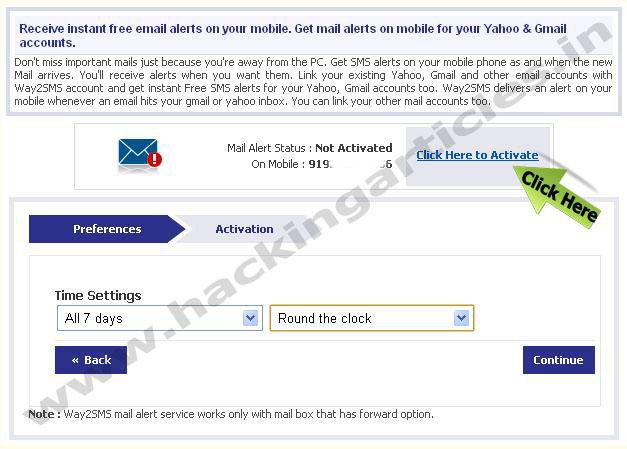 Receive instant free email alerts on your mobile. Get mail alerts on mobile for your Yahoo & Gmail
accounts.
Don't miss important mails just because you're away from the PC. Get SMS alerts on your mobile phone as and when the new
Mail arrives. You'll receive alerts when you want them. Link your existing Yahoo, Gmail and other email accounts with
Way2SMS account and get instant Free SMS alerts for your Yahoo, Gmail accounts too. Way2SMS delivers an alert on your
mobile whenever an email hits your gmail or yahoo inbox. You can link your other mail accounts too.
Mail Alert Status : Not Activated
On Mobile : 919 6
Click Here to Activate
Click Here
Preferences
Activation
Time Settings
All 7 days
Round the clock
« Back
Continue
Note : Way2SMS mail alert service works only with mail box that has forward option.
www.hackingarticles.in